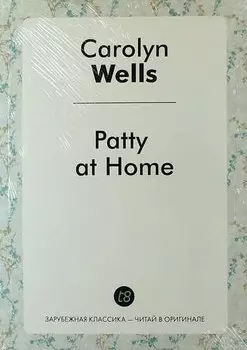 Carolyn
Wells
Patty
at Home
t8
ЗАРУБЕЖНАЯ КЛАССИКА — ЧИТАЙ В ОРИГИНАЛЕ